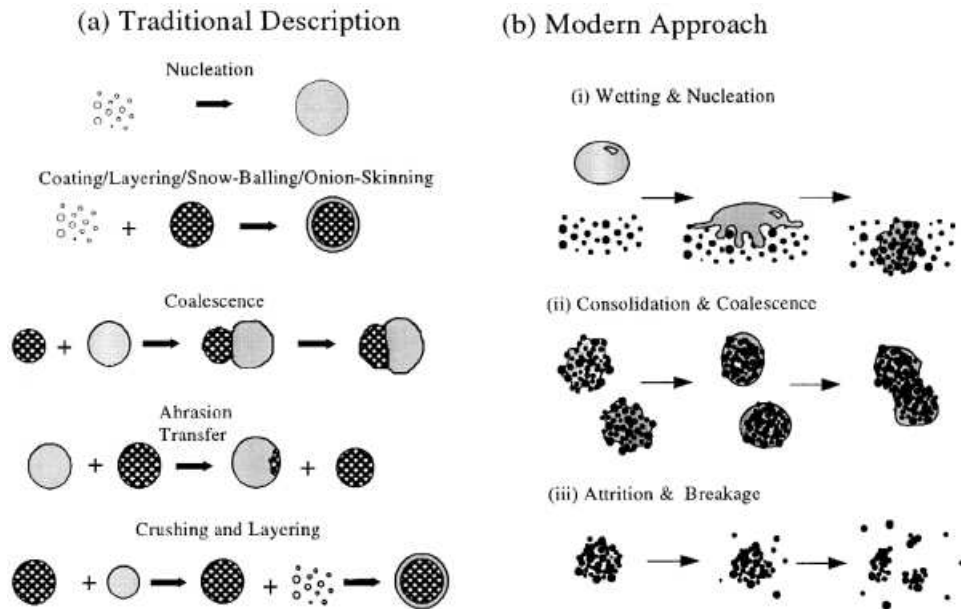 (a) Traditional Description
Nucleation
Coating/Layering/Snow-Balling/Onion-Skinning
+
Coalescence
+
Abrasion
Transfer
+ +
Crushing and Layering
+ +
(b) Modern Approach
(i) Wetting & Nucleation
(ii) Consolidation & Coalescence
(iii) Attrition & Breakage